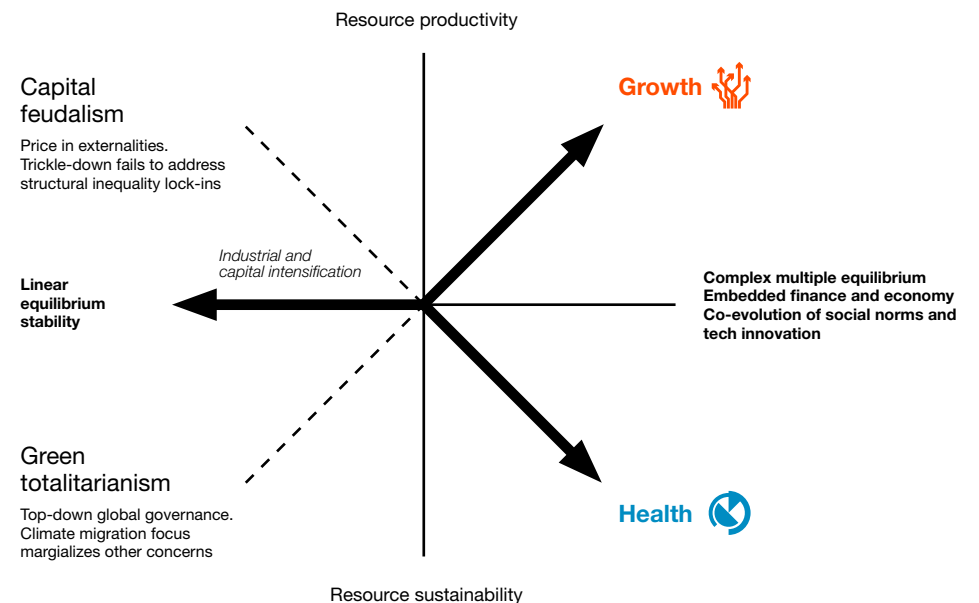 Resource productivity
Capital
feudalism
Price in externalities.
Trickle-down fails to address
structural inequality lock-ins
Growth
Industrial and
capital intensification
Linear
equilibrium
stability
Complex multiple equilibrium
Embedded finance and economy
Co-evolution of social norms and
tech innovation
Green
totalitarianism
Top-down global governance.
Climate migration focus
margializes other concerns
Health
Resource sustainability